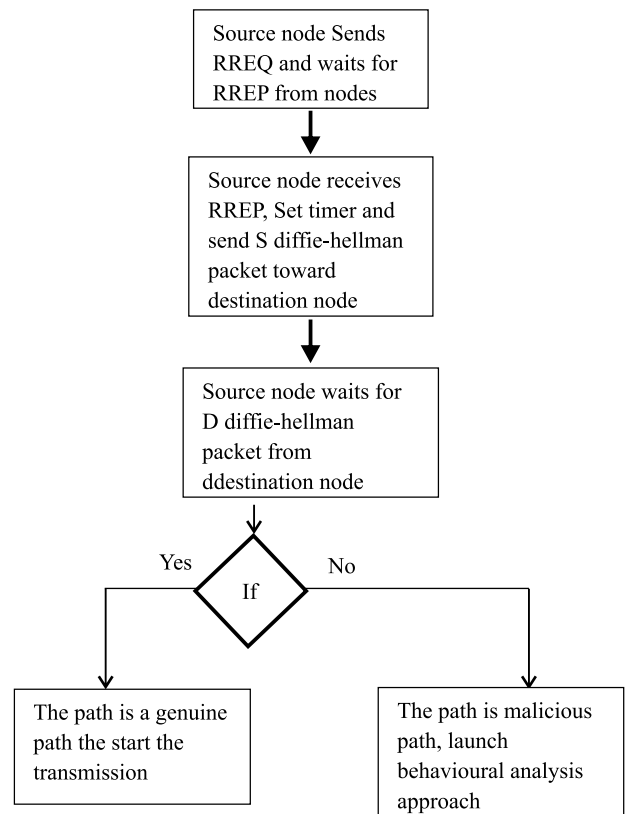 Source node Sends
RREQ and waits for
RREP from nodes
Source node receives
RREP, Set timer and
send S diffie-hellman
packet toward
destination node
Source node waits for
D diffie-hellman
packet from
ddestination node
Yes
No
If
The path is a genuine
path the start the
transmission
The path is malicious
path, launch
behavioural analysis
approach